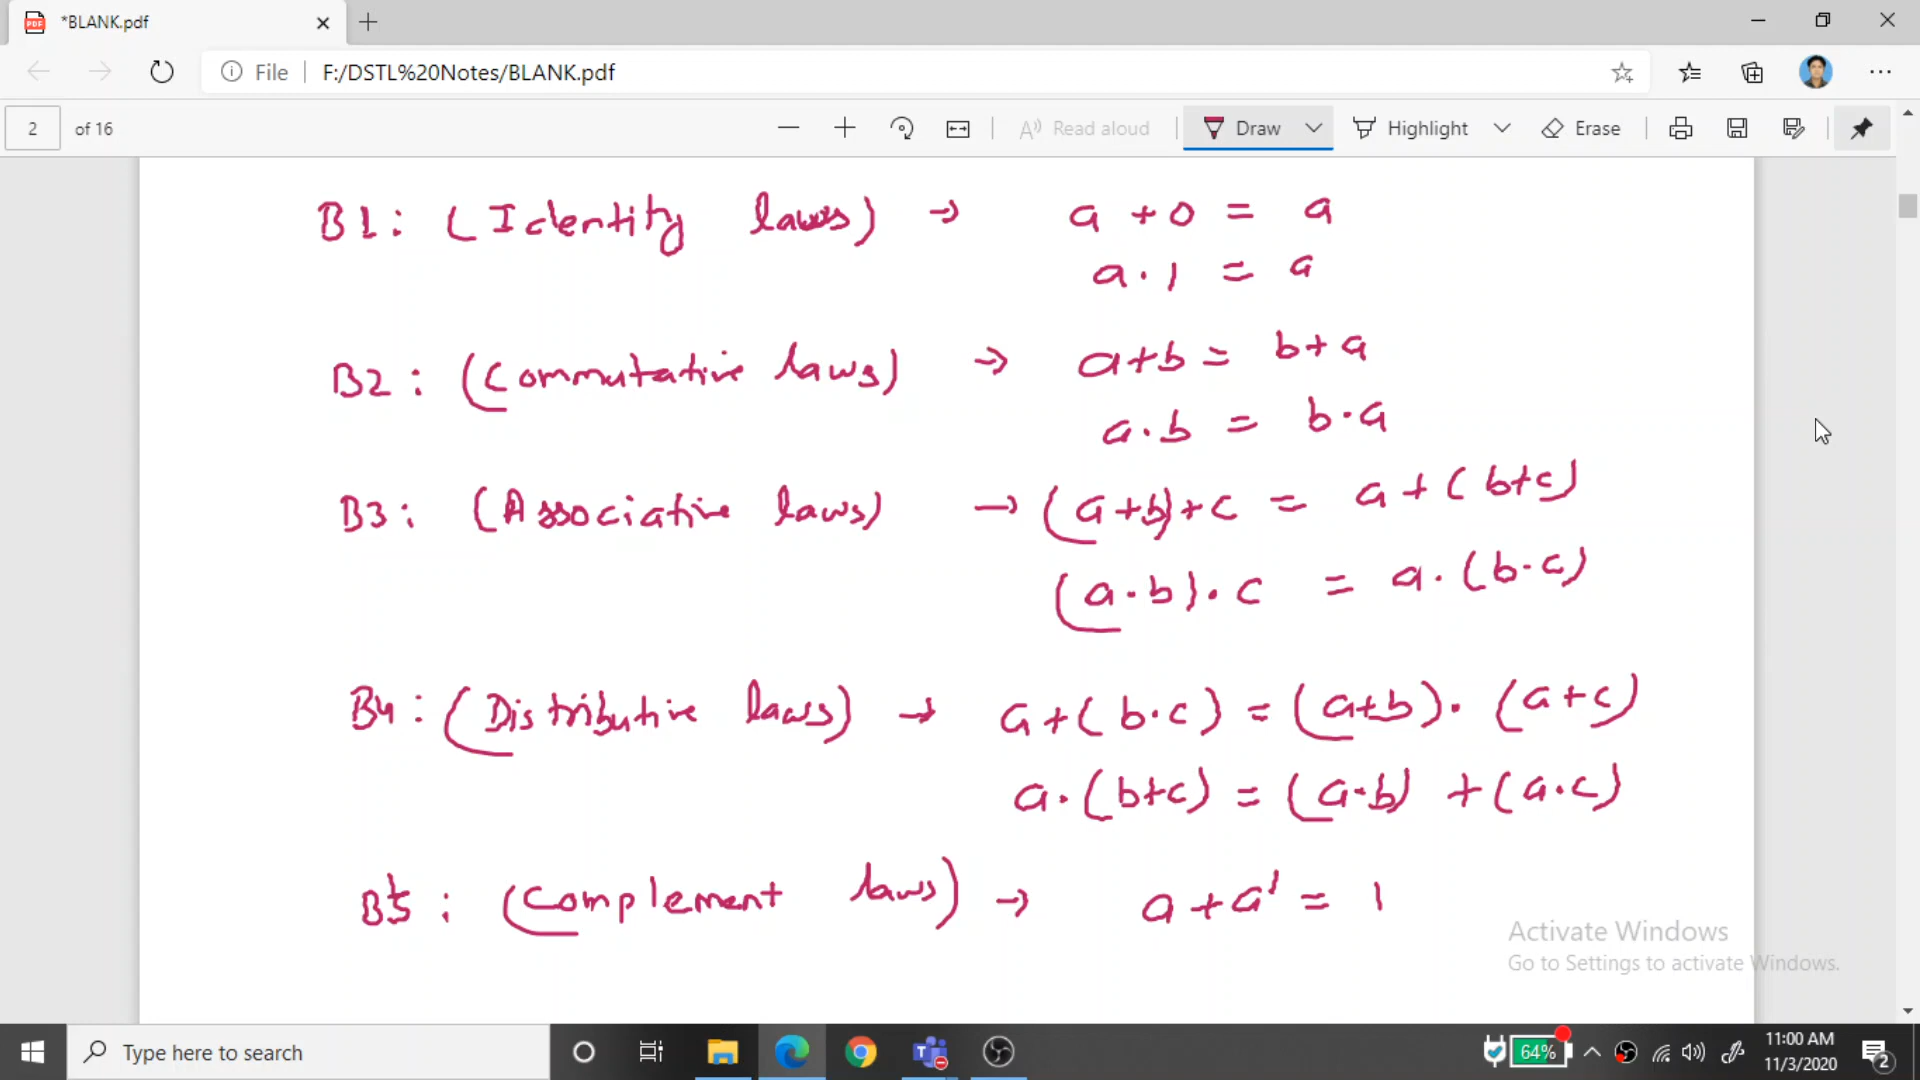 *BLANK.pdf
File
F:/DSTL%20Notes/BLANK.pdf
2 of 16
Read aloud
Draw
Highlight
Erase
B1: (Identity laws) → a + 0 = a
a · 1 = a
B2: (Commutative laws) → a+b = b+a
a·b = b·a
B3: (Associative laws) → (a+b)+c = a+(b+c)
(a·b)·c = a·(b·c)
B4: (Distributive laws) → a+(b·c) = (a+b)·(a+c)
a·(b+c) = (a·b)+(a·c)
B5: (Complement laws) → a+a' = 1
Activate Windows
Go to Settings to activate Windows.
Type here to search
64%
11:00 AM
11/3/2020
2